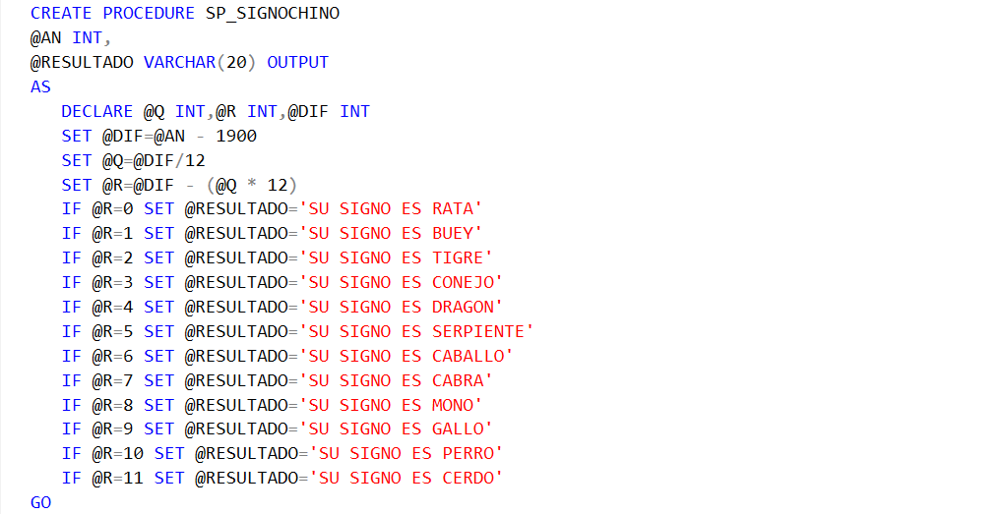 CREATE PROCEDURE SP_SIGNOCHINO
@AN INT,
@RESULTADO VARCHAR(20) OUTPUT
AS
DECLARE @Q INT,@R INT,@DIF INT
SET @DIF=@AN - 1900
SET @Q=@DIF/12
SET @R=@DIF - (@Q * 12)
IF @R=0 SET @RESULTADO='SU SIGNO ES RATA'
IF @R=1 SET @RESULTADO='SU SIGNO ES BUEY'
IF @R=2 SET @RESULTADO='SU SIGNO ES TIGRE'
IF @R=3 SET @RESULTADO='SU SIGNO ES CONEJO'
IF @R=4 SET @RESULTADO='SU SIGNO ES DRAGON'
IF @R=5 SET @RESULTADO='SU SIGNO ES SERPIENTE'
IF @R=6 SET @RESULTADO='SU SIGNO ES CABALLO'
IF @R=7 SET @RESULTADO='SU SIGNO ES CABRA'
IF @R=8 SET @RESULTADO='SU SIGNO ES MONO'
IF @R=9 SET @RESULTADO='SU SIGNO ES GALLO'
IF @R=10 SET @RESULTADO='SU SIGNO ES PERRO'
IF @R=11 SET @RESULTADO='SU SIGNO ES CERDO'
GO